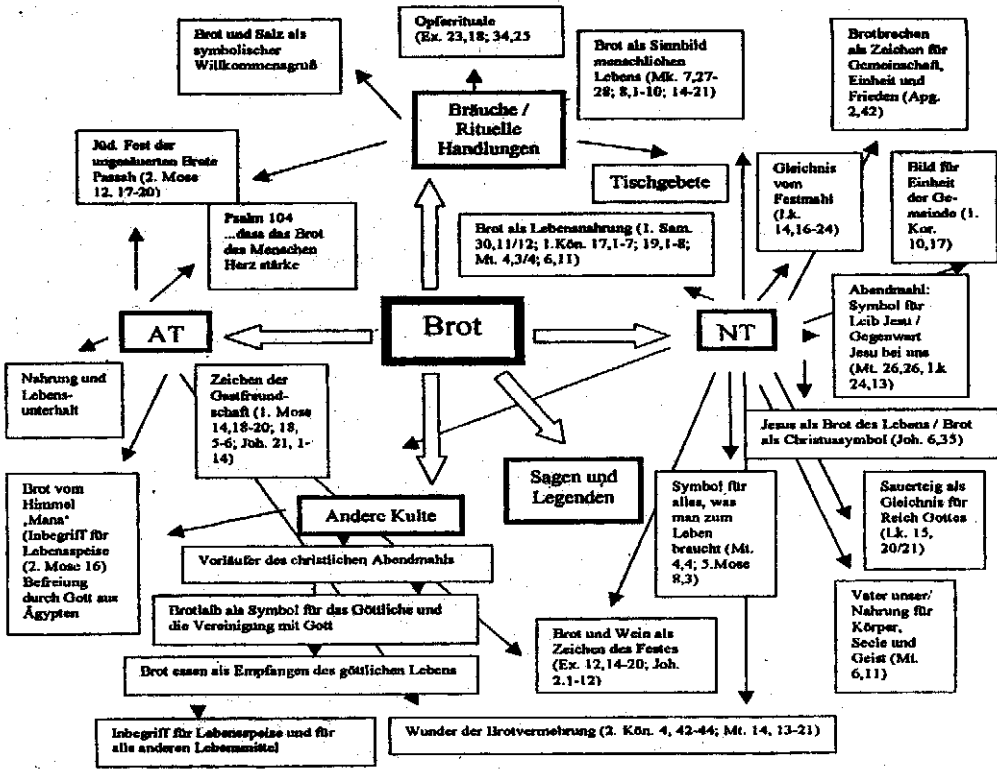 Brot und Salz als
symbolischer
Willkommensgruß
Opferrituale
(Ex. 23,18; 34,25
Brot als Sinnbild
menschlichen
Lebens (Mk. 7,27-
28; 8,1-10; 14-21)
Brotbrechen
als Zeichen für
Gemeinschaft,
Einheit und
Frieden (Apg.
2,42)
Bräuche /
Rituelle
Handlungen
Jüd. Fest der
ungesäuerten Brote
Passah (2. Mose
12, 17-20)
Tischgebete
Gleichnis
vom
Festmahl
(Lk.
14,16-24)
Bild für
Einheit
der Ge-
meinde (1.
Kor.
10,17)
Psalm 104
...dass das Brot
des Menschen
Herz stärke
Brot als Lebensnahrung (1. Sam.
30,11/12; 1.Kön. 17,1-7; 19,1-8;
Mt. 4,3/4; 6,11)
AT
Brot
NT
Abendmahl:
Symbol für
Leib Jesu /
Gegenwart
Jesu bei uns
(Mt. 26,26, Lk
24,13)
Nahrung und
Lebens-
unterhalt
Zeichen der
Gastfreund-
schaft (1. Mose
14,18-20; 18,
5-6; Joh. 21, 1-
14)
Jesus als Brot des Lebens / Brot
als Christussymbol (Joh. 6,35)
Sagen und
Legenden
Symbol für
alles, was
man zum
Leben
braucht (Mt.
4,4; 5.Mose
8,3)
Sauerteig als
Gleichnis für
Reich Gottes
(Lk. 15,
20/21)
Brot vom
Himmel
„Mana“
(Inbegriff für
Lebensspeise
(2. Mose 16)
Befreiung
durch Gott aus
Ägypten
Andere Kulte
Vorläufer des christlichen Abendmahls
Brotlaib als Symbol für das Göttliche und
die Vereinigung mit Gott
Brot essen als Empfangen des göttlichen Lebens
Inbegriff für Lebensspeise und für
alle anderen Lebensmittel
Brot und Wein als
Zeichen des Festes
(Ex. 12,14-20; Joh.
2,1-12)
Vater unser/
Nahrung für
Körper,
Seele und
Geist (Mt.
6,11)
Wunder der Brotvermehrung (2. Kön. 4, 42-44; Mt. 14, 13-21)